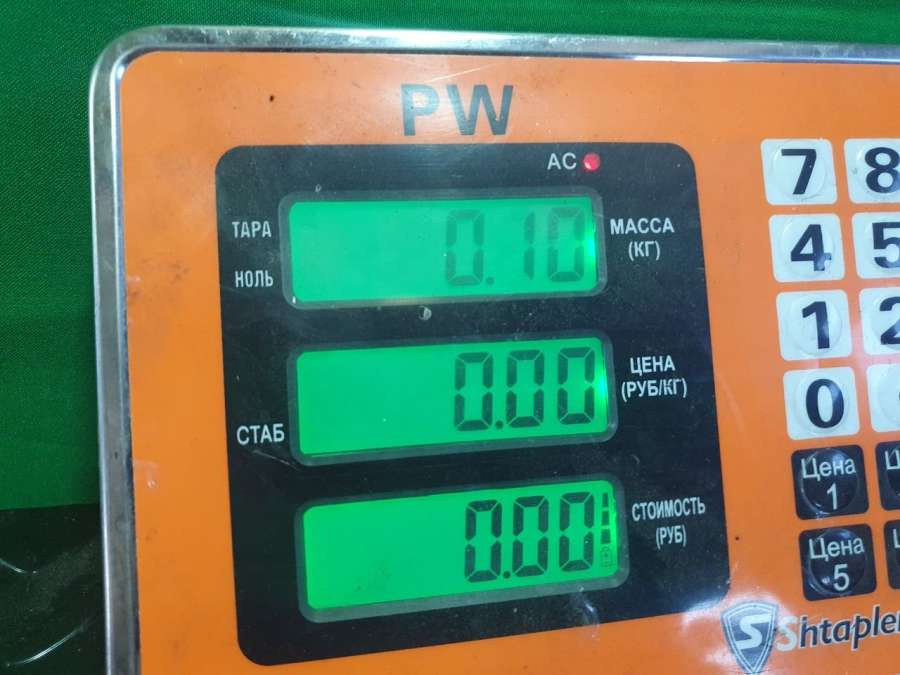 PW
AC
ТАРА
НОЛЬ
0.10
МАССА
(КГ)
0.00
ЦЕНА
(РУБ/КГ)
СТАБ
0.00
СТОИМОСТЬ
(РУБ)
7 8
4 5
1 2
0
Цена
1
Цена
5
S Shtapler